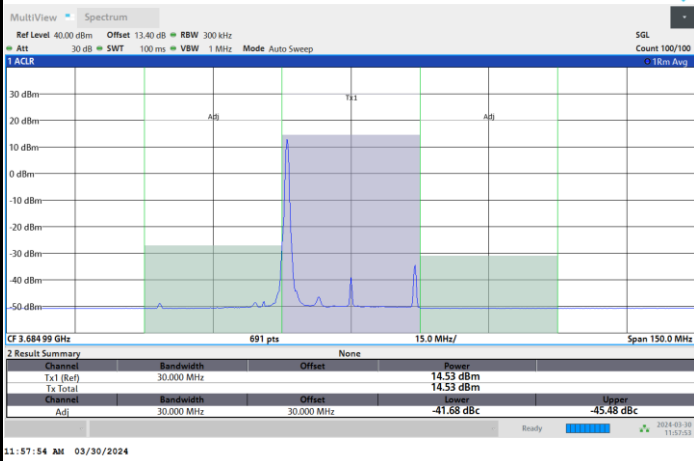 MultiView Spectrum
Ref Level 40.00 dBm Offset 13.40 dB RBW 300 kHz SGL
Att 30 dB SWT 100 ms VBW 1 MHz Mode Auto Sweep Count 100/100
1 ACLR 1Rm Avg
30 dBm
Tx1
20 dBm
Adj Adj
10 dBm
0 dBm
-10 dBm
-20 dBm
-30 dBm
-40 dBm
-50 dBm
CF 3.684 99 GHz 691 pts 15.0 MHz/ Span 150.0 MHz
2 Result Summary None
Channel Bandwidth Offset Power
Tx1 (Ref) 30.000 MHz 14.53 dBm
Tx Total 14.53 dBm
Channel Bandwidth Offset Lower Upper
Adj 30.000 MHz 30.000 MHz -41.68 dBc -45.48 dBc
Ready 2024-03-30
11:57:53
11:57:54 AM 03/30/2024